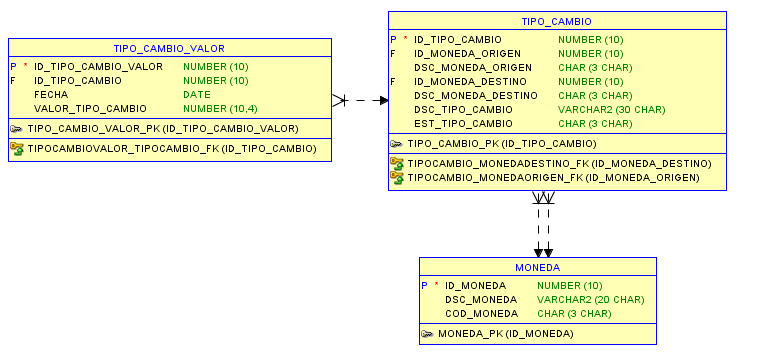 TIPO_CAMBIO_VALOR
P * ID_TIPO_CAMBIO_VALOR NUMBER (10)
F ID_TIPO_CAMBIO NUMBER (10)
FECHA DATE
VALOR_TIPO_CAMBIO NUMBER (10,4)
TIPO_CAMBIO_VALOR_PK (ID_TIPO_CAMBIO_VALOR)
TIPOCAMBIOVALOR_TIPOCAMBIO_FK (ID_TIPO_CAMBIO)
TIPO_CAMBIO
P * ID_TIPO_CAMBIO NUMBER (10)
F ID_MONEDA_ORIGEN NUMBER (10)
DSC_MONEDA_ORIGEN CHAR (3 CHAR)
F ID_MONEDA_DESTINO NUMBER (10)
DSC_MONEDA_DESTINO CHAR (3 CHAR)
DSC_TIPO_CAMBIO VARCHAR2 (30 CHAR)
EST_TIPO_CAMBIO CHAR (3 CHAR)
TIPO_CAMBIO_PK (ID_TIPO_CAMBIO)
TIPOCAMBIO_MONEDADESTINO_FK (ID_MONEDA_DESTINO)
TIPOCAMBIO_MONEDAORIGEN_FK (ID_MONEDA_ORIGEN)
MONEDA
P * ID_MONEDA NUMBER (10)
DSC_MONEDA VARCHAR2 (20 CHAR)
COD_MONEDA CHAR (3 CHAR)
MONEDA_PK (ID_MONEDA)